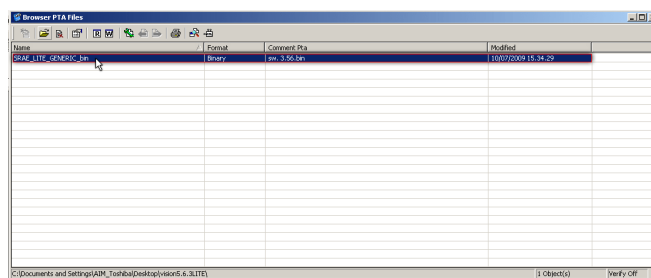 Browser PTA Files
R W
Name / Format Comment Pta Modified
SRAE_LITE_GENERIC_bin Binary sw. 3.56.bin 10/07/2009 15.34.29
C:\Documents and Settings\AIM_Toshiba\Desktop\vision5.6.3LITE\ 1 Object(s) Verify Off